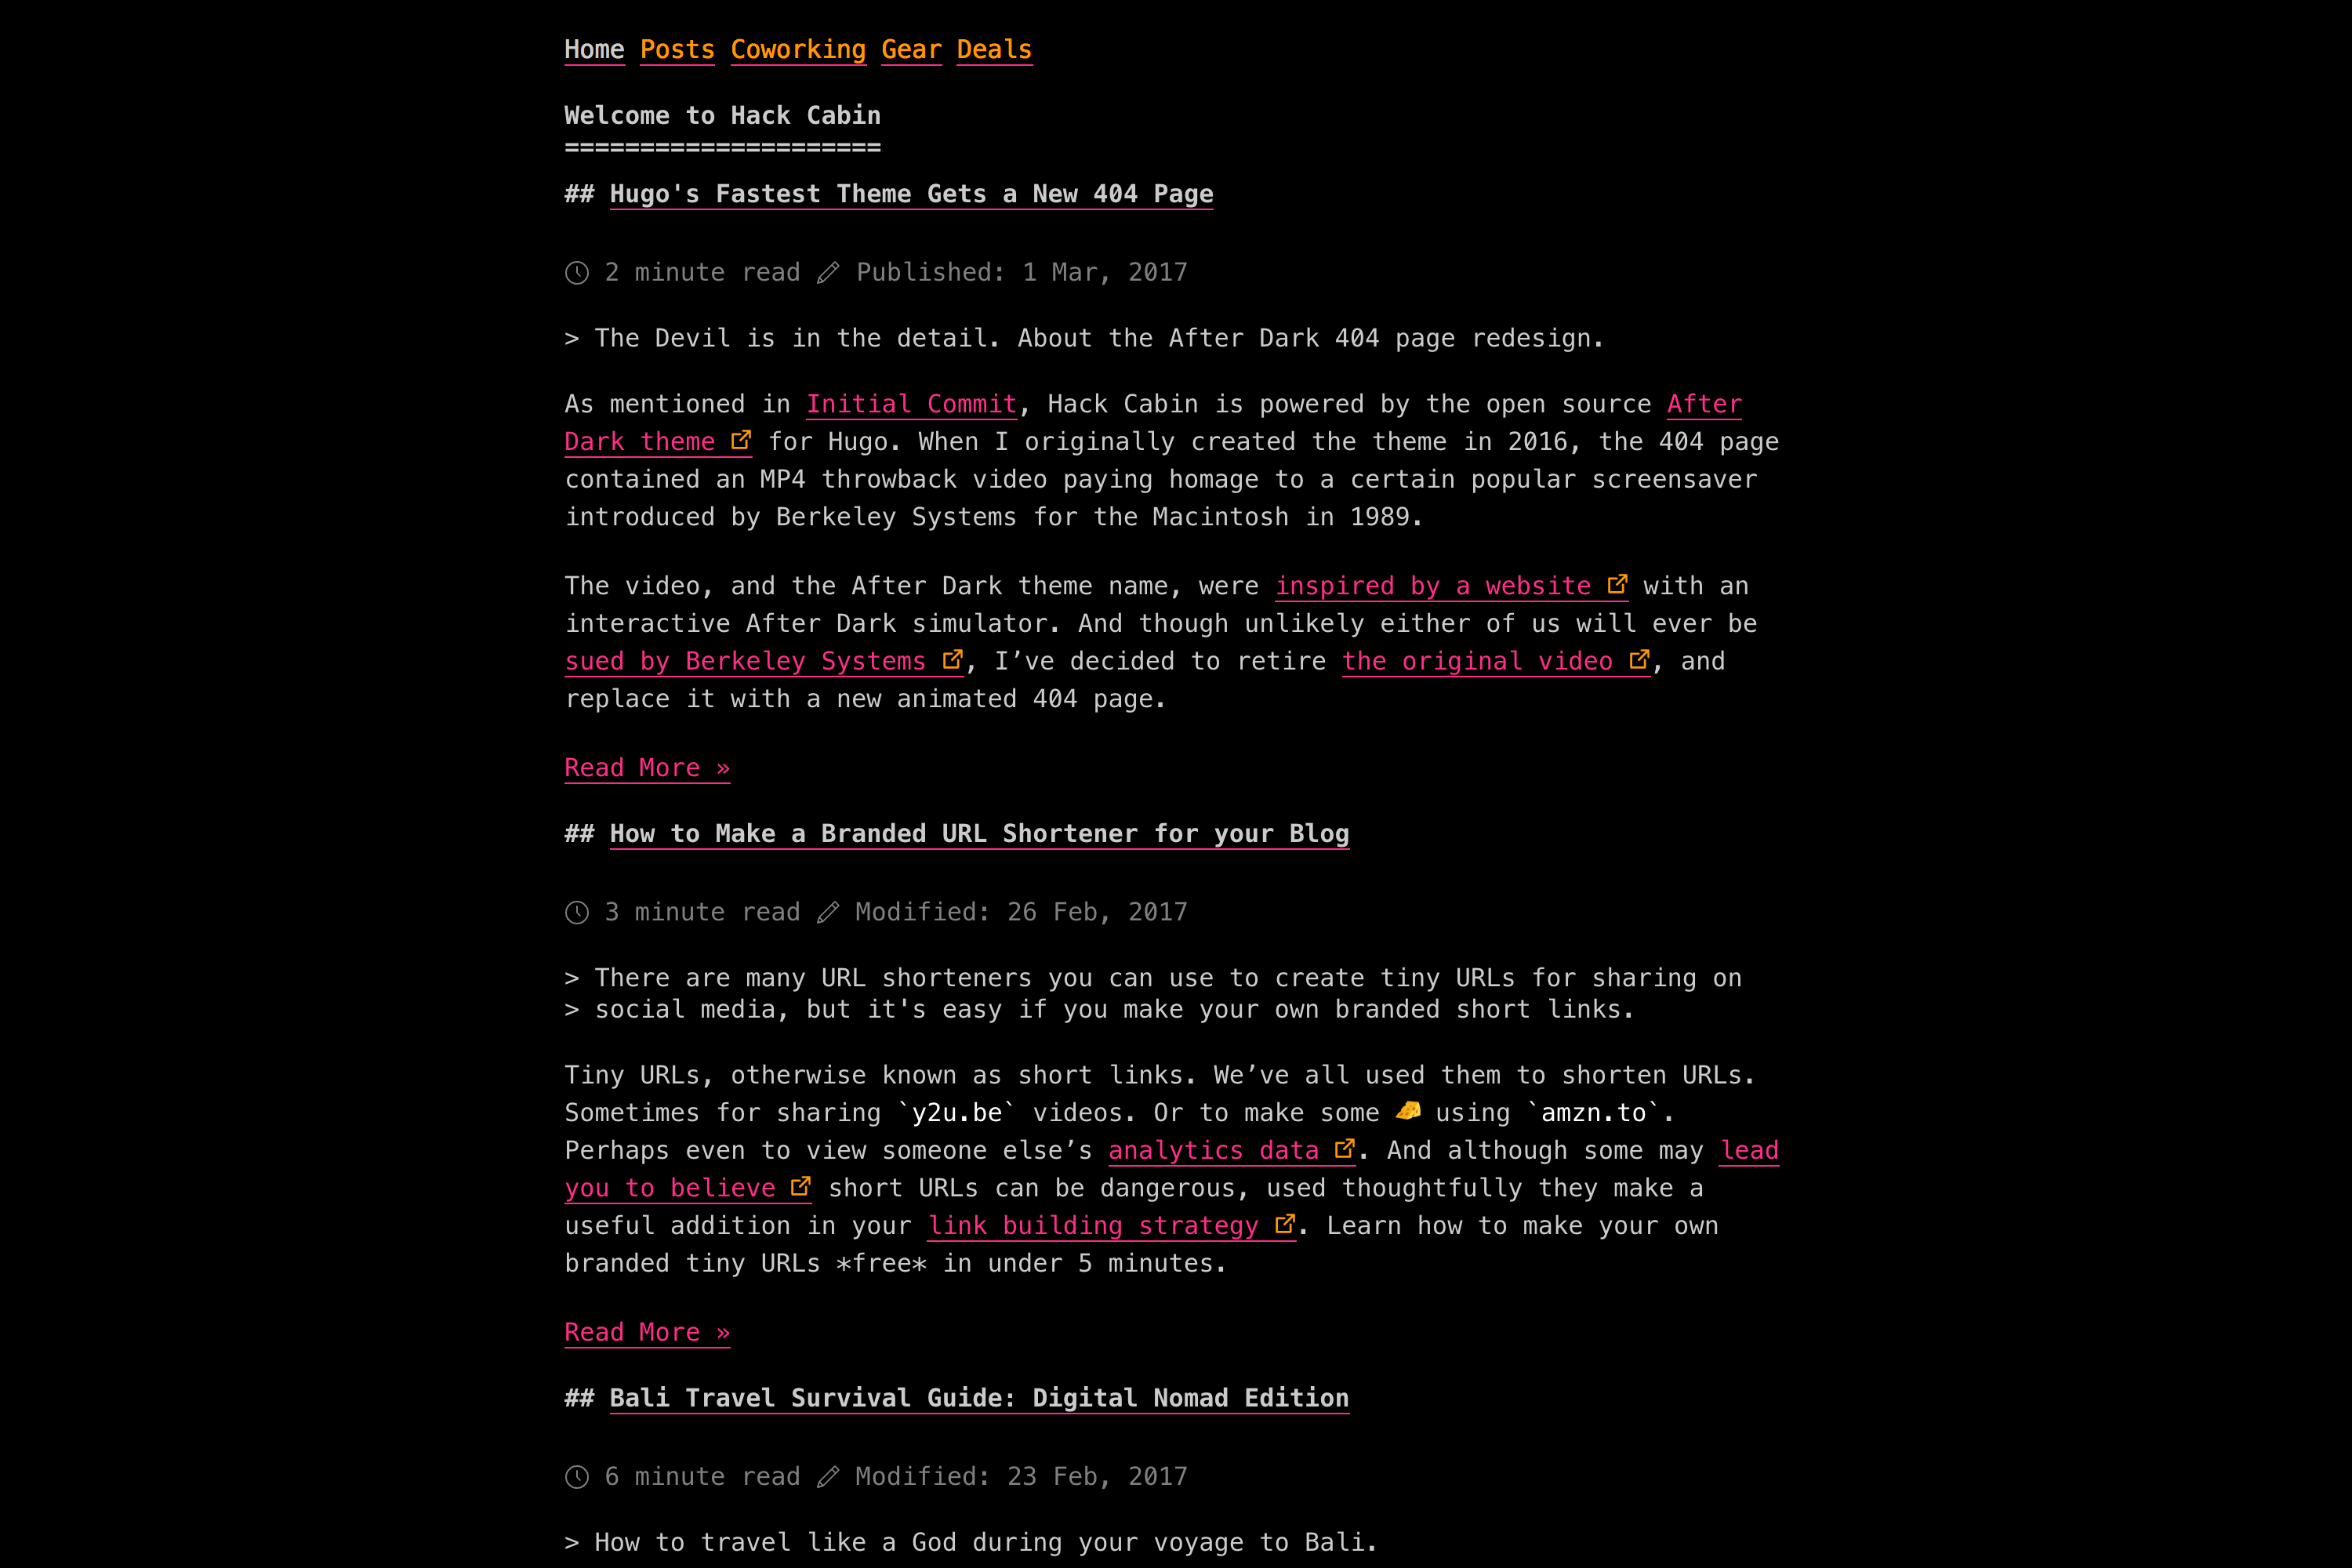 Home Posts Coworking Gear Deals
Welcome to Hack Cabin
=====================
## Hugo's Fastest Theme Gets a New 404 Page
2 minute read Published: 1 Mar, 2017
> The Devil is in the detail. About the After Dark 404 page redesign.
As mentioned in Initial Commit, Hack Cabin is powered by the open source After
Dark theme for Hugo. When I originally created the theme in 2016, the 404 page
contained an MP4 throwback video paying homage to a certain popular screensaver
introduced by Berkeley Systems for the Macintosh in 1989.
The video, and the After Dark theme name, were inspired by a website with an
interactive After Dark simulator. And though unlikely either of us will ever be
sued by Berkeley Systems, I’ve decided to retire the original video, and
replace it with a new animated 404 page.
Read More »
## How to Make a Branded URL Shortener for your Blog
3 minute read Modified: 26 Feb, 2017
> There are many URL shorteners you can use to create tiny URLs for sharing on
> social media, but it's easy if you make your own branded short links.
Tiny URLs, otherwise known as short links. We’ve all used them to shorten URLs.
Sometimes for sharing `y2u.be` videos. Or to make some 🧀 using `amzn.to`.
Perhaps even to view someone else’s analytics data. And although some may lead
you to believe short URLs can be dangerous, used thoughtfully they make a
useful addition in your link building strategy. Learn how to make your own
branded tiny URLs *free* in under 5 minutes.
Read More »
## Bali Travel Survival Guide: Digital Nomad Edition
6 minute read Modified: 23 Feb, 2017
> How to travel like a God during your voyage to Bali.